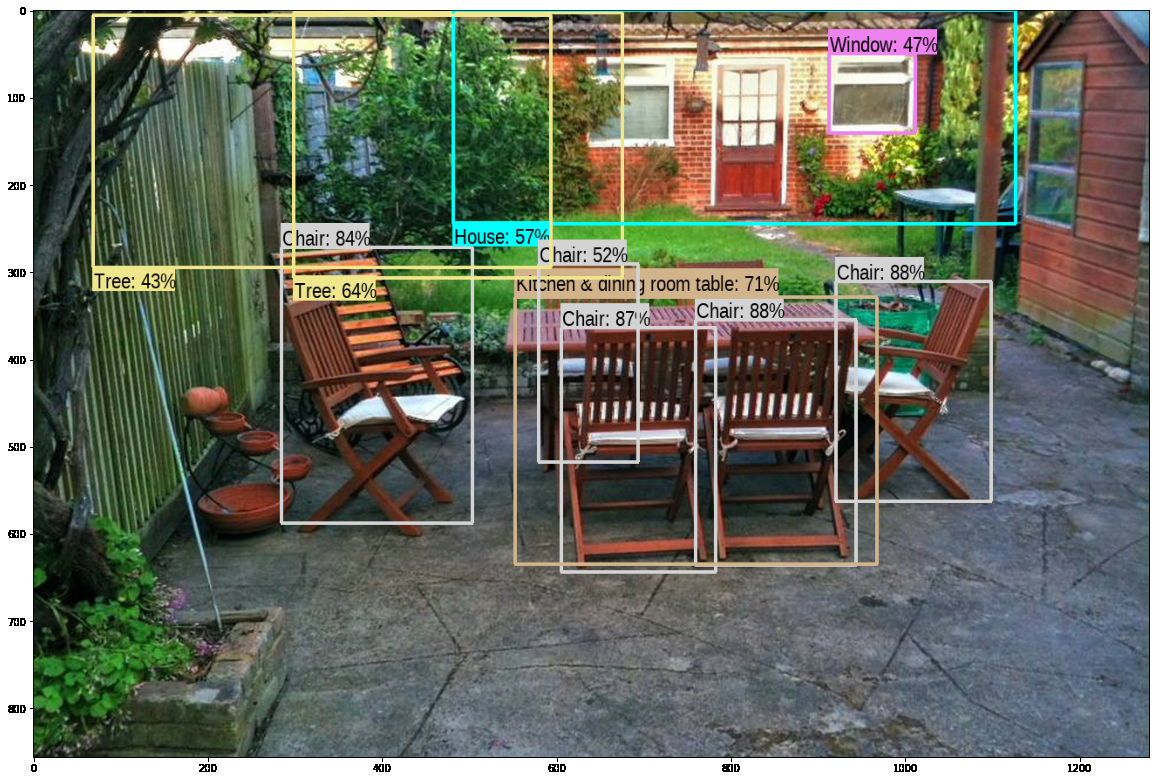 0
100
200
300
400
500
600
700
800
0
200
400
600
800
1000
1200
Window: 47%
House: 57%
Chair: 84%
Chair: 52%
Tree: 43%
Tree: 64%
Kitchen & dining room table: 71%
Chair: 88%
Chair: 87%
Chair: 88%